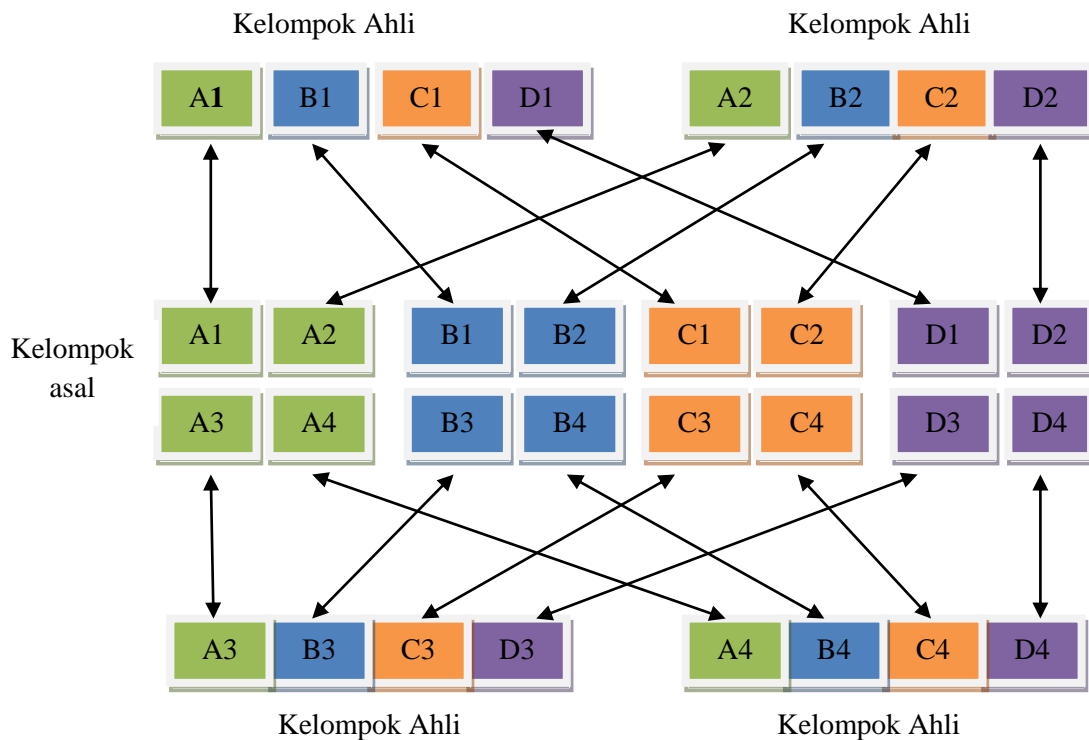 Kelompok Ahli Kelompok Ahli
A1 B1 C1 D1 A2 B2 C2 D2
A1 A2 B1 B2 C1 C2 D1 D2
Kelompok
asal
A3 A4 B3 B4 C3 C4 D3 D4
A3 B3 C3 D3 A4 B4 C4 D4
Kelompok Ahli Kelompok Ahli